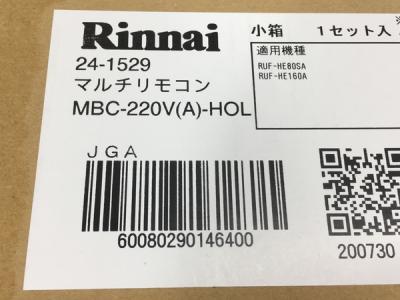 Rinnai 小箱 1セット入
24-1529 適用機種
マルチリモコン RUF-HE80SA
MBC-220V(A)-HOL RUF-HE160A
JGA
60080290146400
200730